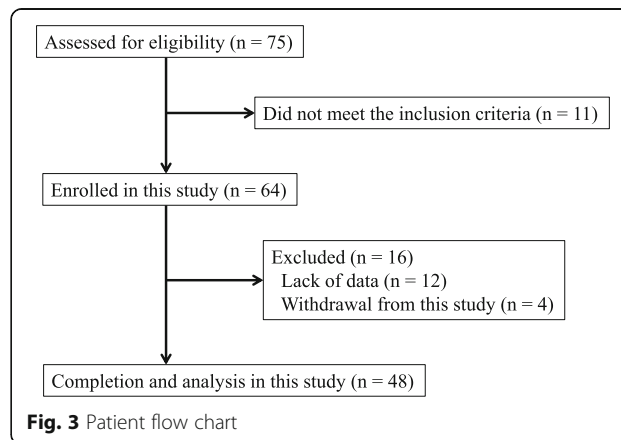 Assessed for eligibility (n = 75)
Did not meet the inclusion criteria (n = 11)
Enrolled in this study (n = 64)
Excluded (n = 16)
Lack of data (n = 12)
Withdrawal from this study (n = 4)
Completion and analysis in this study (n = 48)
Fig. 3 Patient flow chart